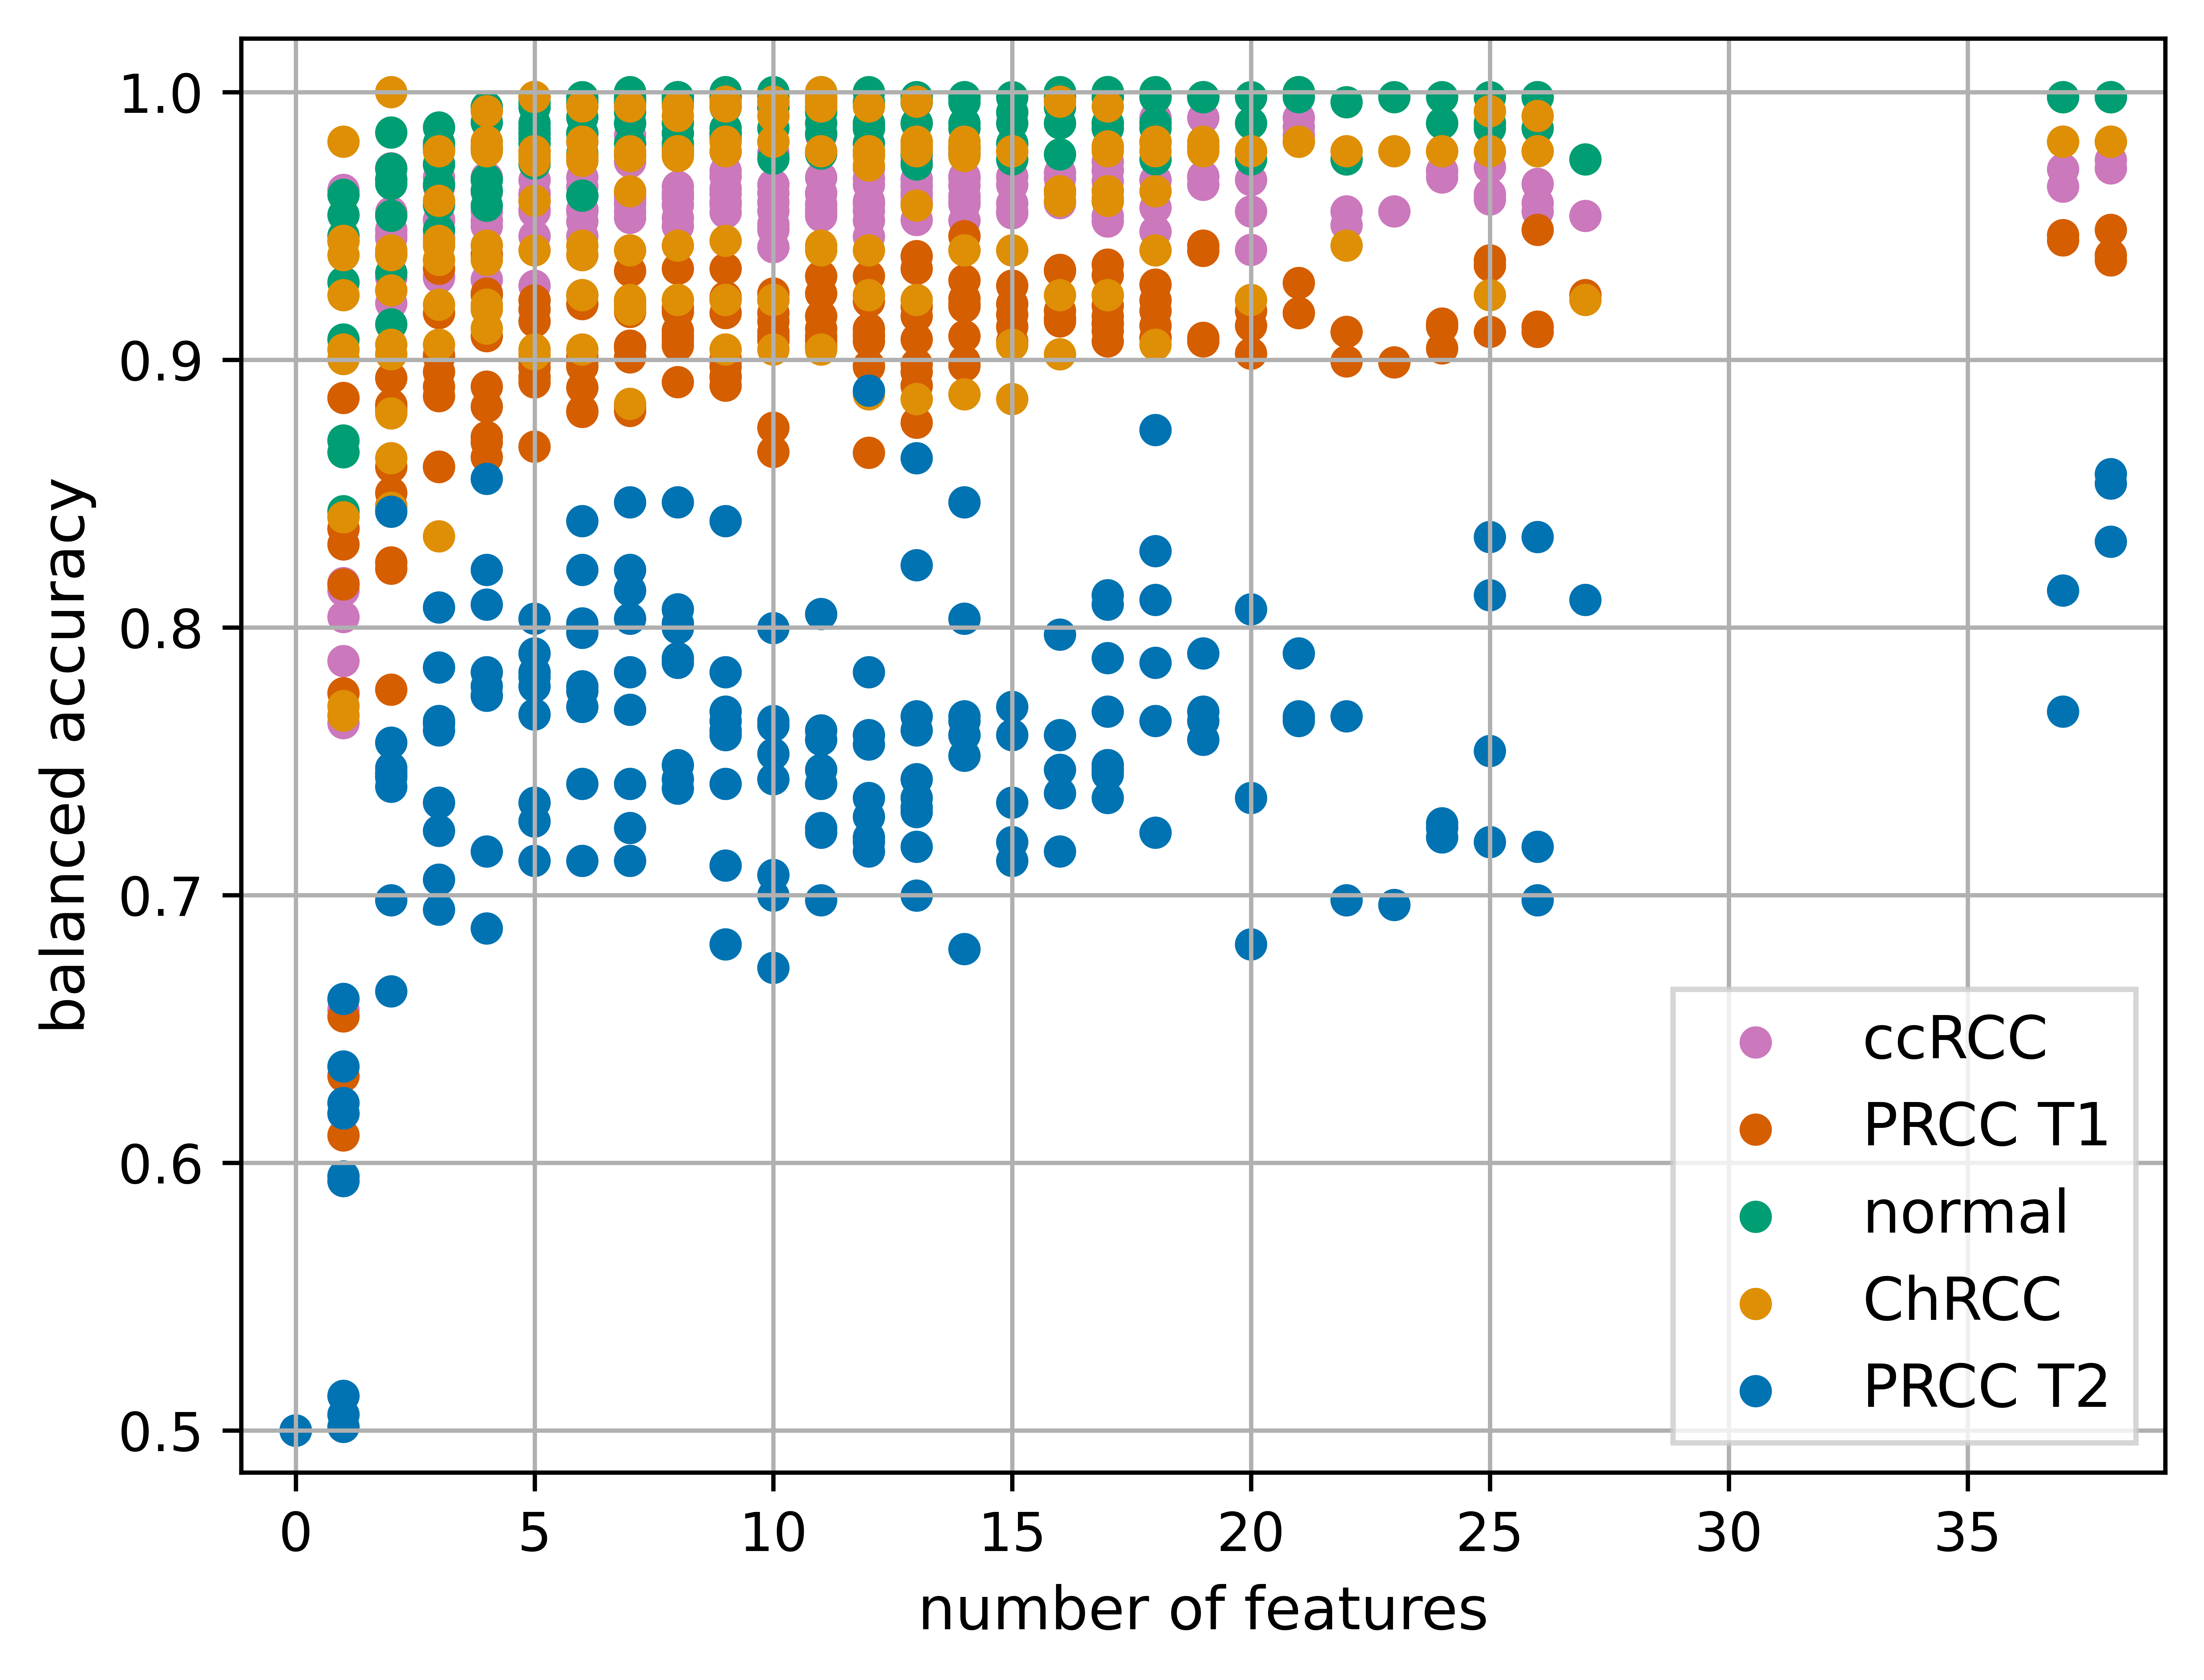 1.0
0.9
0.8
0.7
0.6
0.5
balanced accuracy
ccRCC
PRCC T1
normal
ChRCC
PRCC T2
0 5 10 15 20 25 30 35
number of features